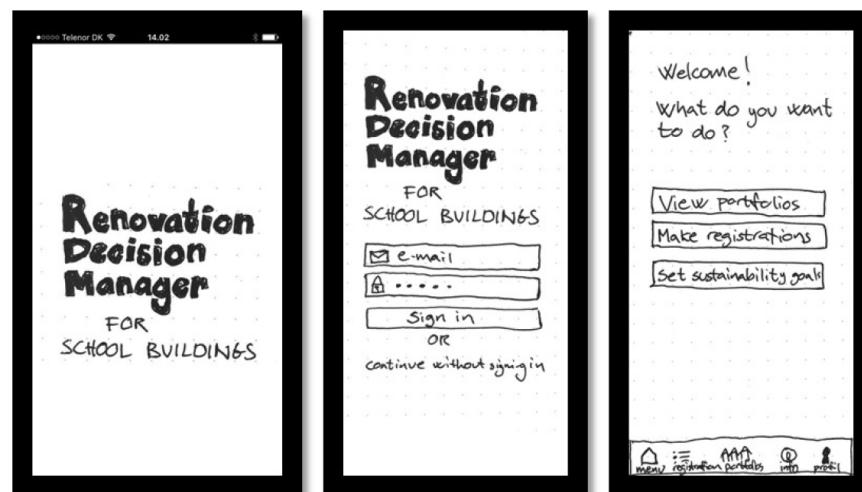 Telenor DK 14.02
Renovation
Decision
Manager
FOR
SCHOOL BUILDINGS
Renovation
Decision
Manager
FOR
SCHOOL BUILDINGS
e-mail
Sign in
OR
continue without signing in
Welcome!
What do you want
to do?
View portfolios
Make registrations
Set sustainability goals
menu registration portfolios info profil